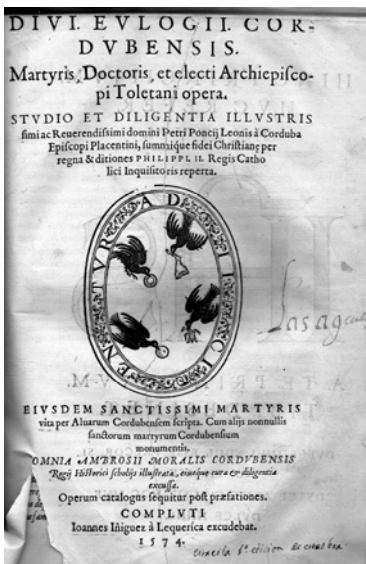 DIVI. EVLOGII. COR-
DVBENSIS.
Martyris, Doctoris, et electi Archiepiſco-
pi Toletani opera.
STVDIO ET DILIGENTIA ILLVSTRIS
ſimi ac Reuerendiſsimi domini Petri Poncij Leonis à Corduba
Epiſcopi Placentini, ſummique fidei Chriſtianę per
regna & ditiones PHILIPPI. II. Regis Catho
lici Inquiſitoris reperta.
EIVSDEM SANCTISSIMI MARTYRIS
vita per Aluarum Cordubenſem ſcripta. Cum alijs nonnullis
ſanctorum martyrum Cordubenſium
monumentis.
OMNIA AMBROSII MORALIS CORDVBENSIS
Regij Hiſtorici ſcholijs illuſtrata, eiuſque cura & diligentia
excuſſa.
Operum catalogus ſequitur poſt præfationes.
COMPLVTI
Ioannes Iñiguez à Lequerica excudebat.
1574.